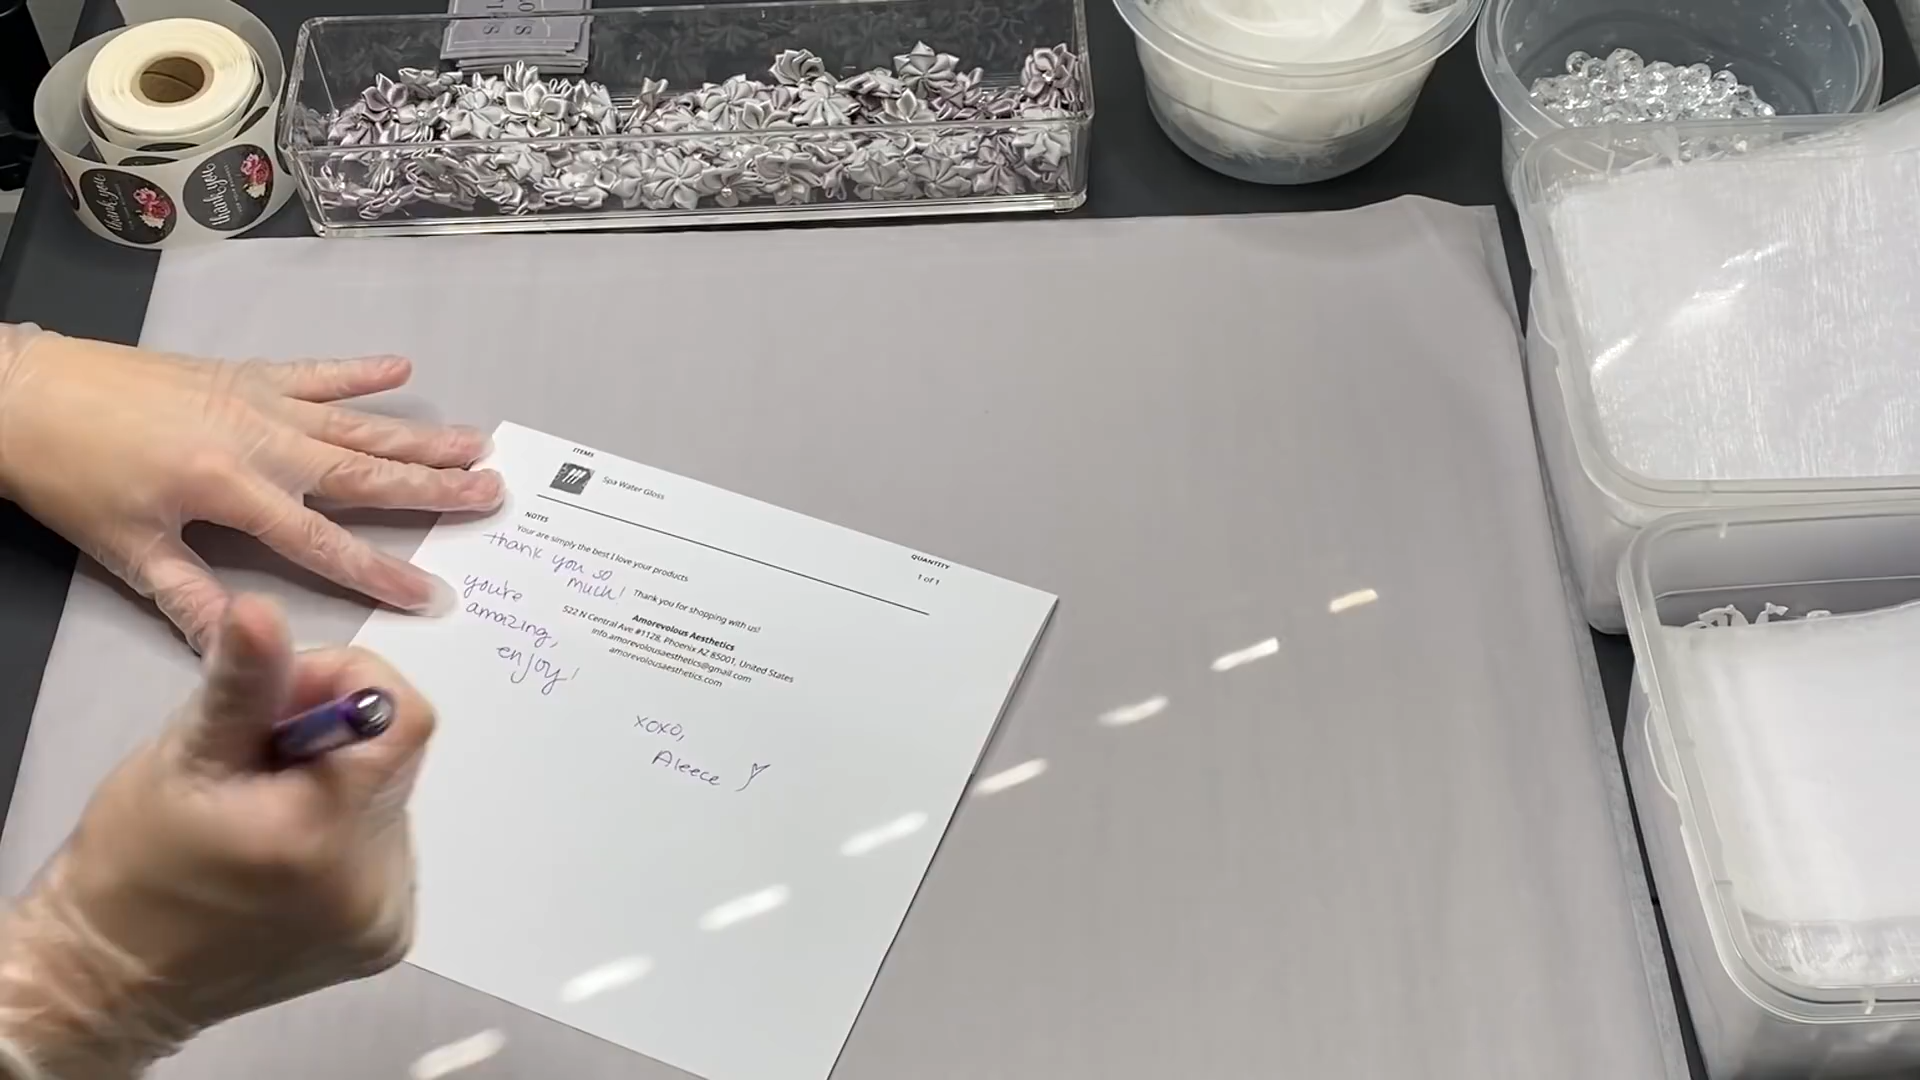 thank you
thank you
ITEMS
Spa Water Gloss
QUANTITY
1 of 1
NOTES
Your are simply the best I love your products
thank you so
much!
you're
amazing,
enjoy!
Thank you for shopping with us!
Amorevolous Aesthetics
522 N Central Ave #1128, Phoenix AZ 85001, United States
info.amorevolousaesthetics@gmail.com
amorevolousaesthetics.com
xoxo,
Aleece